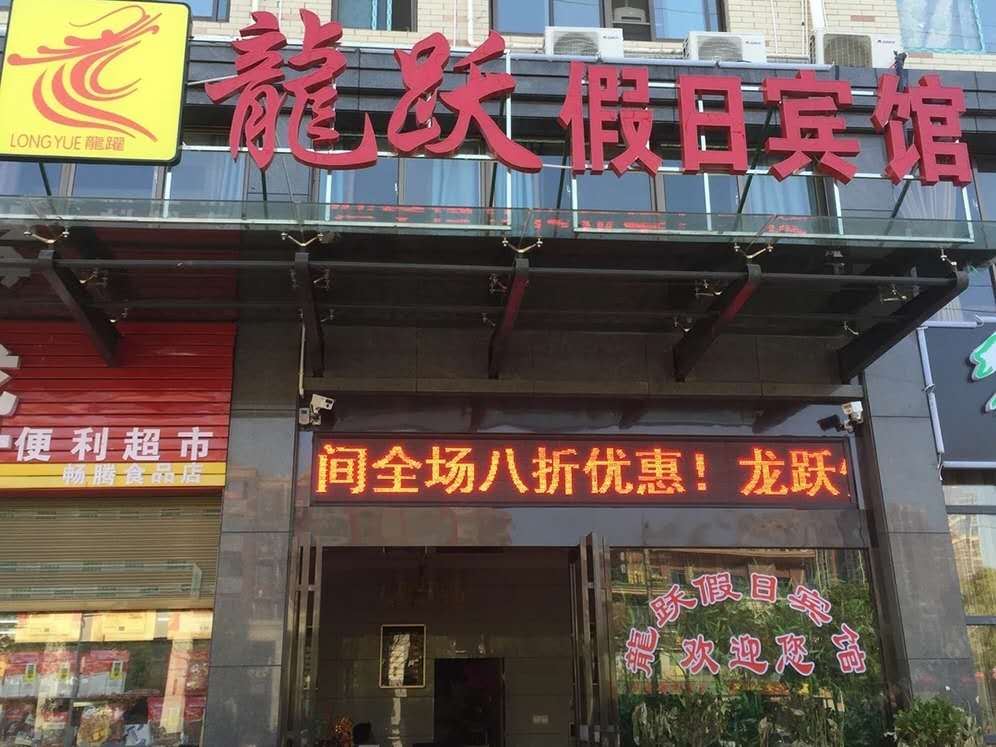 龍跃假日宾馆
LONG YUE 龍躍
便利超市
畅腾食品店
间全场八折优惠！龙跃
龍跃假日宾馆
欢迎您